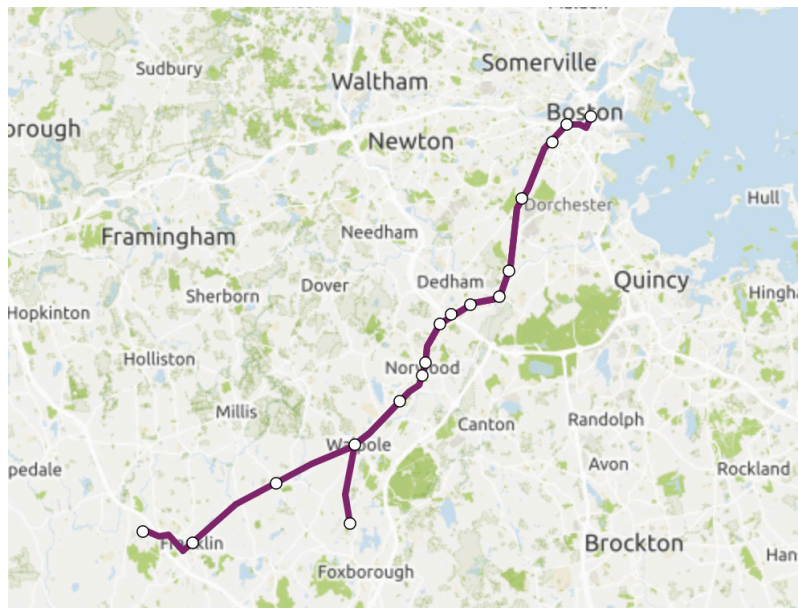 Somerville
Sudbury
Waltham
Boston
orough
Newton
Hull
Dorchester
Framingham
Needham
Dedham
Quincy
Dover
Sherborn
Hingha
Hopkinton
Holliston
Norwood
Millis
Canton
Randolph
Walpole
Avon
pedale
Rockland
Franklin
Brockton
Han
Foxborough